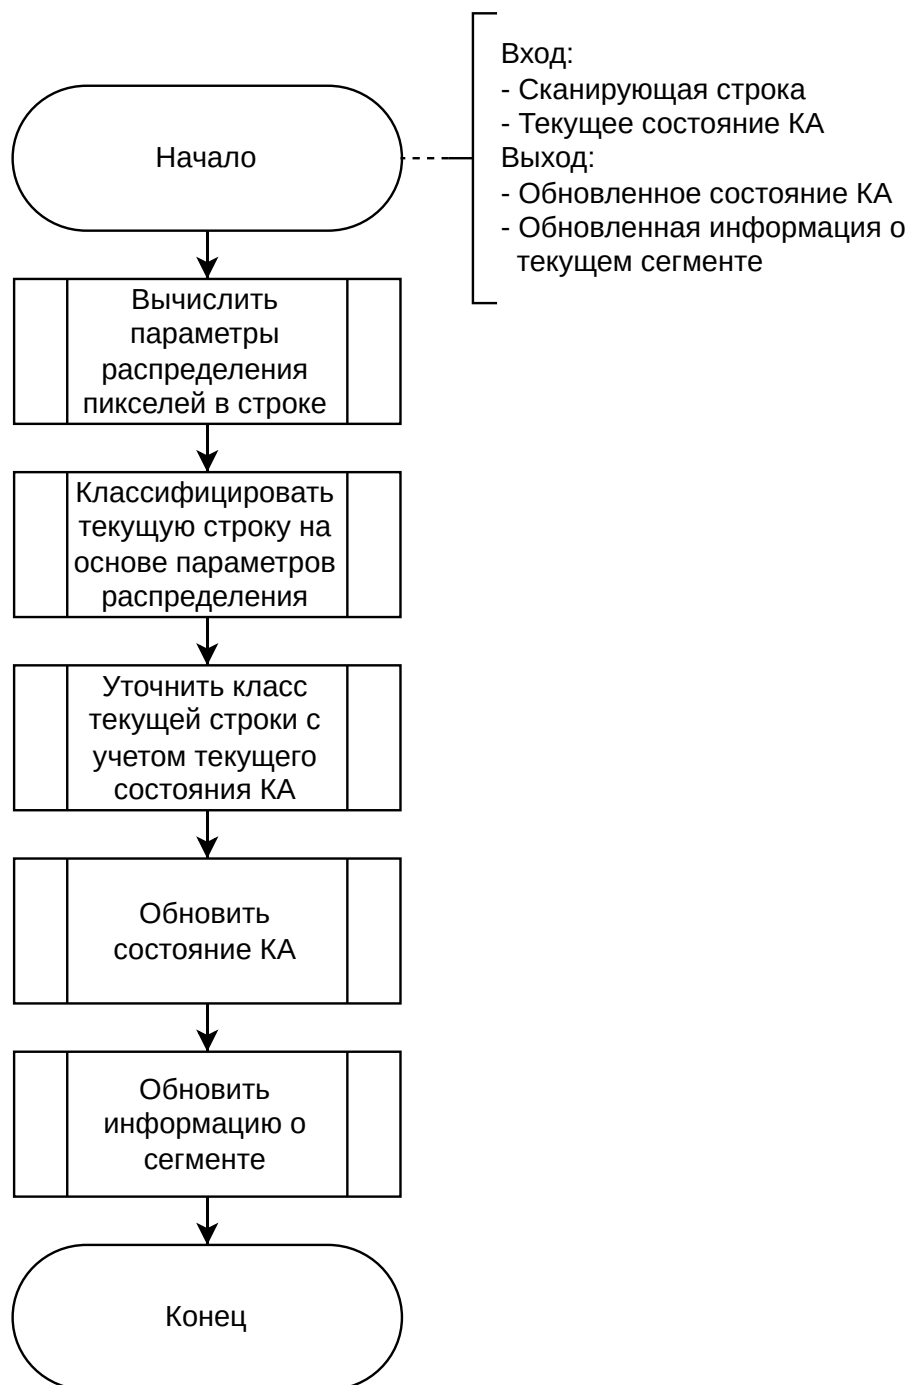 Начало
Вход:
- Сканирующая строка
- Текущее состояние КА
Выход:
- Обновленное состояние КА
- Обновленная информация о
текущем сегменте
Вычислить
параметры
распределения
пикселей в строке
Классифицировать
текущую строку на
основе параметров
распределения
Уточнить класс
текущей строки с
учетом текущего
состояния КА
Обновить
состояние КА
Обновить
информацию о
сегменте
Конец